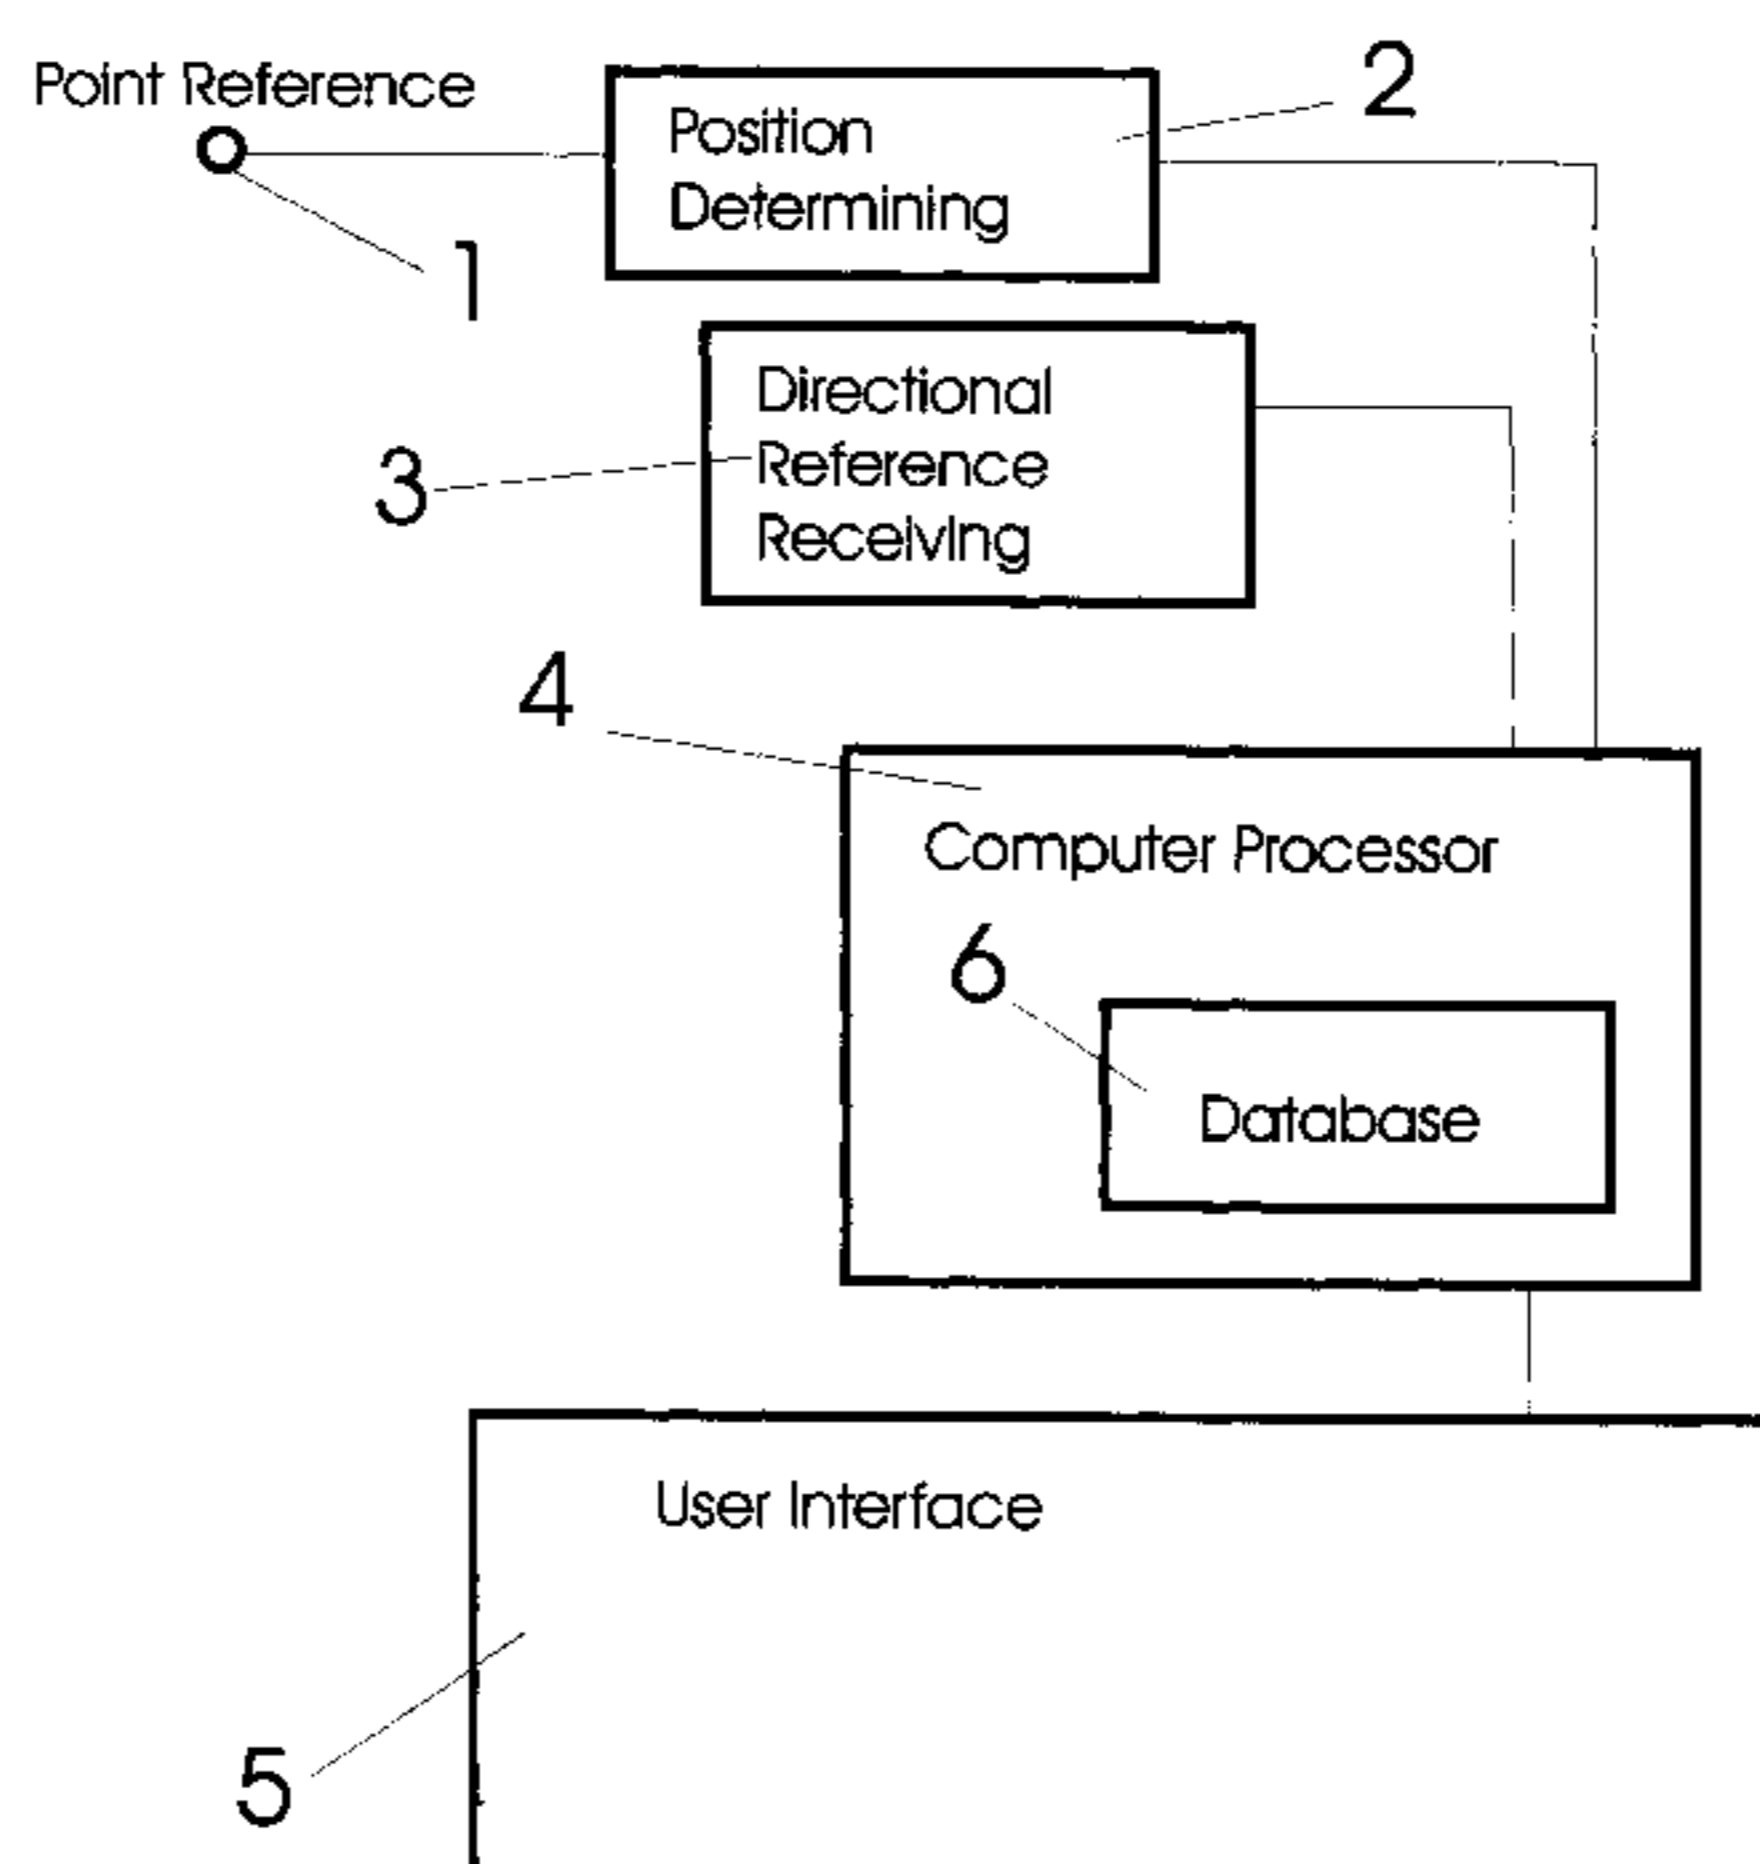 Point Reference
2
Position
Determining
1
Directional
Reference
Receiving
3
4
Computer Processor
6
Database
User Interface
5